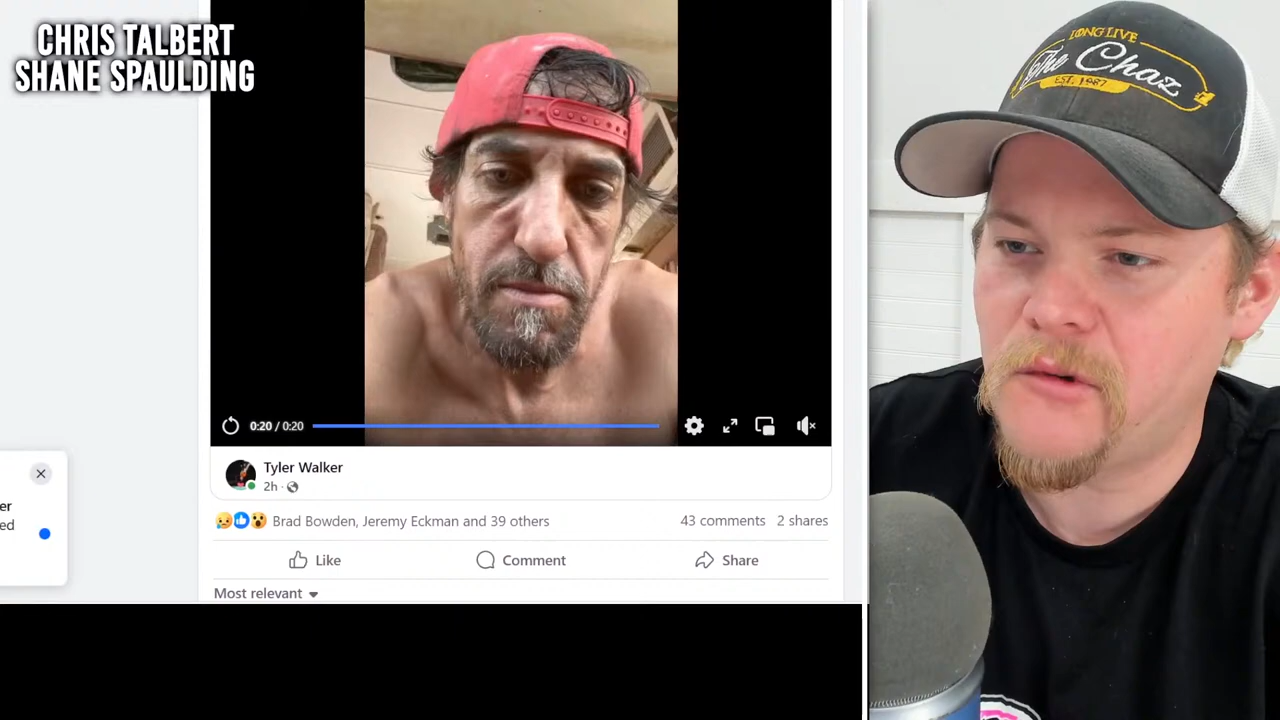 CHRIS TALBERT
SHANE SPAULDING
LONG LIVE
The Chaz
EST. 1987
0:20 / 0:20
Tyler Walker
2h ·
er
ed
Brad Bowden, Jeremy Eckman and 39 others
43 comments 2 shares
Like
Comment
Share
Most relevant